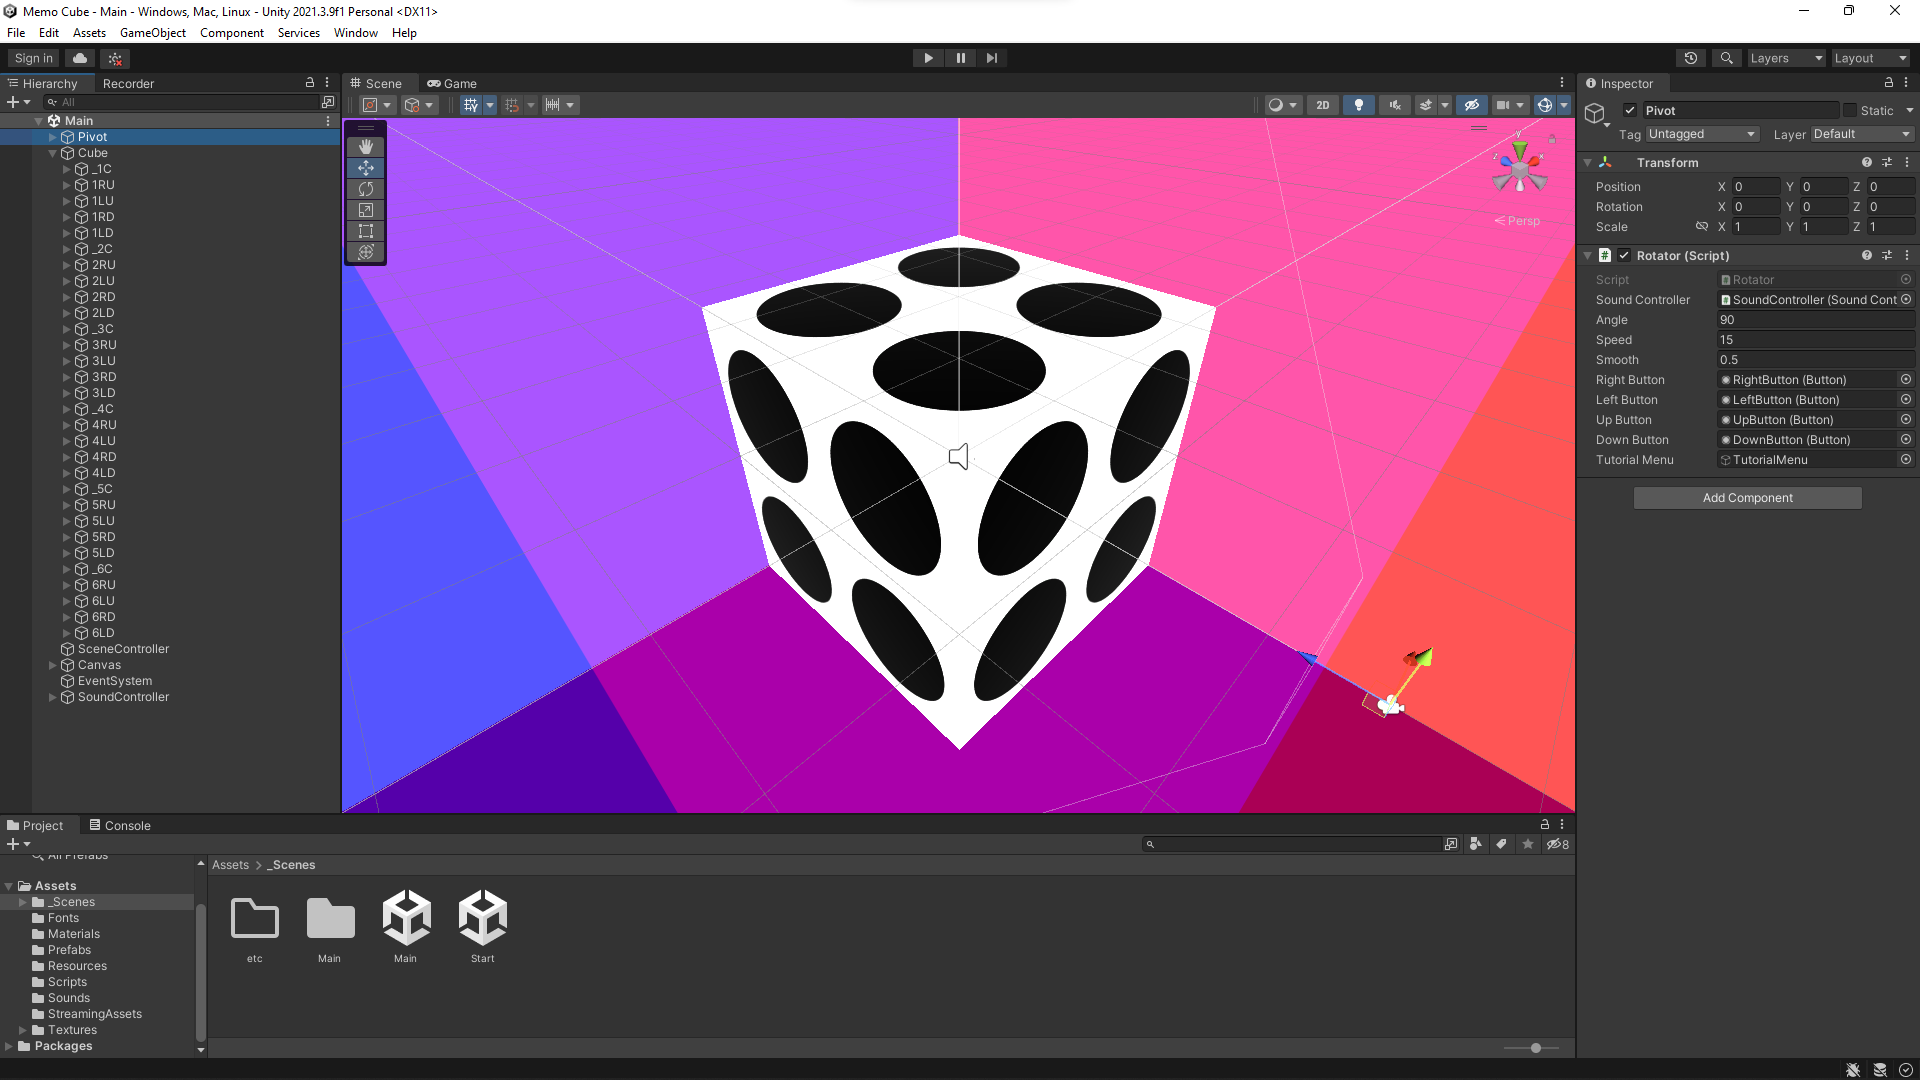 Memo Cube - Main - Windows, Mac, Linux - Unity 2021.3.9f1 Personal <DX11>
File Edit Assets GameObject Component Services Window Help
Sign in Layers Layout
Hierarchy Recorder
All
Main
Pivot
Cube
_1C
1RU
1LU
1RD
1LD
_2C
2RU
2LU
2RD
2LD
_3C
3RU
3LU
3RD
3LD
_4C
4RU
4LU
4RD
4LD
_5C
5RU
5LU
5RD
5LD
_6C
6RU
6LU
6RD
6LD
SceneController
Canvas
EventSystem
SoundController
Scene Game
2D
y
z x
Persp
Inspector
Pivot Static
Tag Untagged Layer Default
Transform
Position X 0 Y 0 Z 0
Rotation X 0 Y 0 Z 0
Scale X 1 Y 1 Z 1
Rotator (Script)
Script Rotator
Sound Controller SoundController (Sound Cont
Angle 90
Speed 15
Smooth 0.5
Right Button RightButton (Button)
Left Button LeftButton (Button)
Up Button UpButton (Button)
Down Button DownButton (Button)
Tutorial Menu TutorialMenu
Add Component
Project Console
8
All Prefabs
Assets
_Scenes
Fonts
Materials
Prefabs
Resources
Scripts
Sounds
StreamingAssets
Textures
Packages
Assets > _Scenes
etc Main Main Start